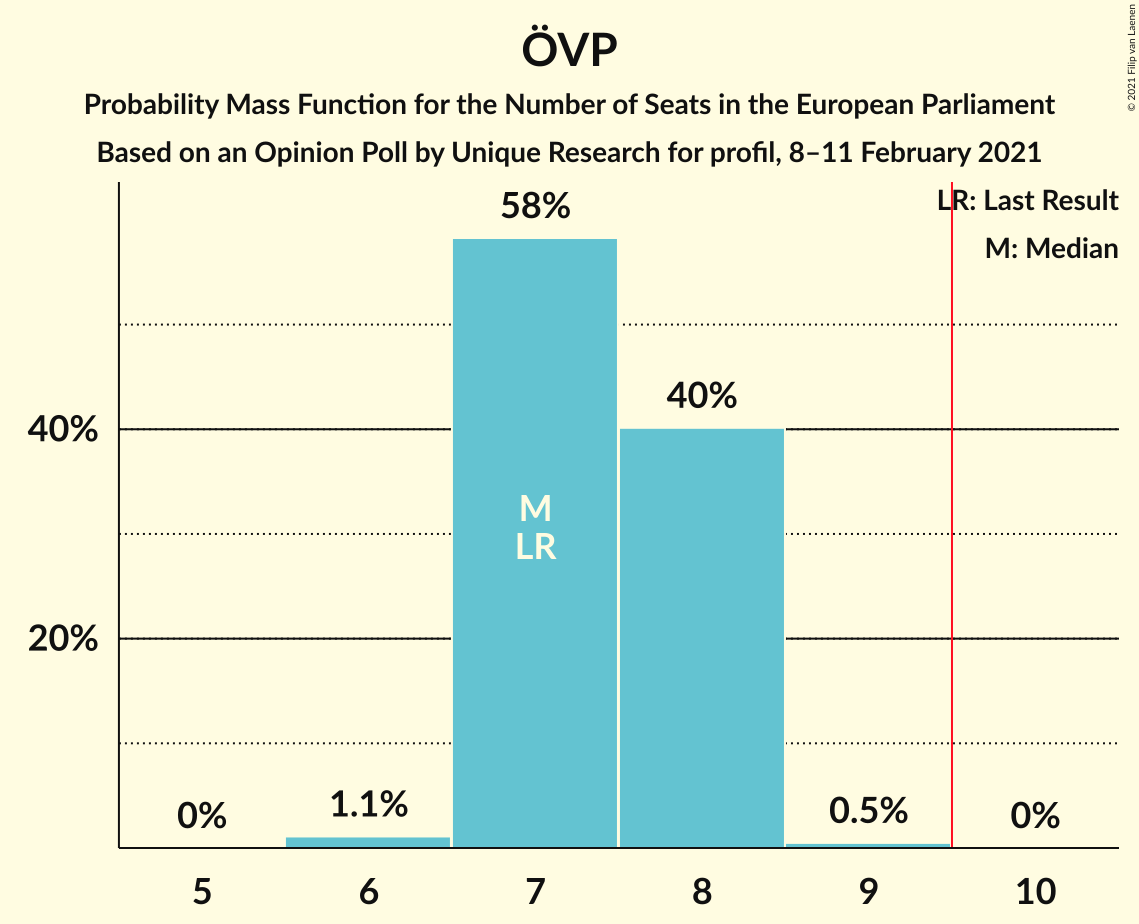 ÖVP
Probability Mass Function for the Number of Seats in the European Parliament
Based on an Opinion Poll by Unique Research for profil, 8–11 February 2021
© 2021 Filip van Laenen
LR: Last Result
M: Median
58%
40%
40%
M
LR
20%
0%
1.1%
0.5%
0%
5
6
7
8
9
10